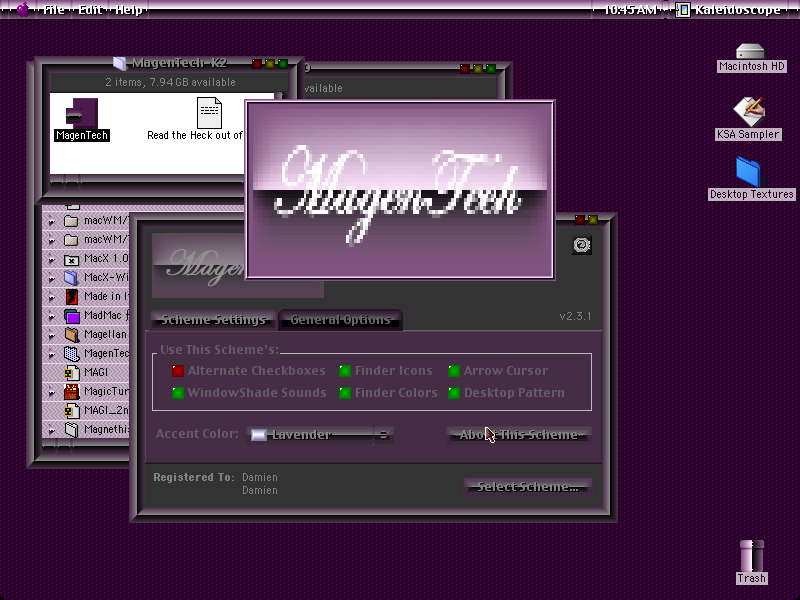 File Edit Help
10:45 AM
Kaleidoscope
MagenTech-K2
2 items, 7.94 GB available
vailable
MagenTech
Read the Heck out of
Macintosh HD
KSA Sampler
Desktop Textures
MagenTech
macWM/
macWM/
MacX 1.0
MacX-Wi
Made in
MadMac
Magellan
MagenTec
MAGI
MagicTur
MAGI_2n
Magnethi
Magen
v2.3.1
Scheme Settings
General Options
Use This Scheme's:
Alternate Checkboxes
Finder Icons
Arrow Cursor
WindowShade Sounds
Finder Colors
Desktop Pattern
Accent Color: Lavender
About This Scheme
Registered To: Damien
Damien
Select Scheme...
Trash